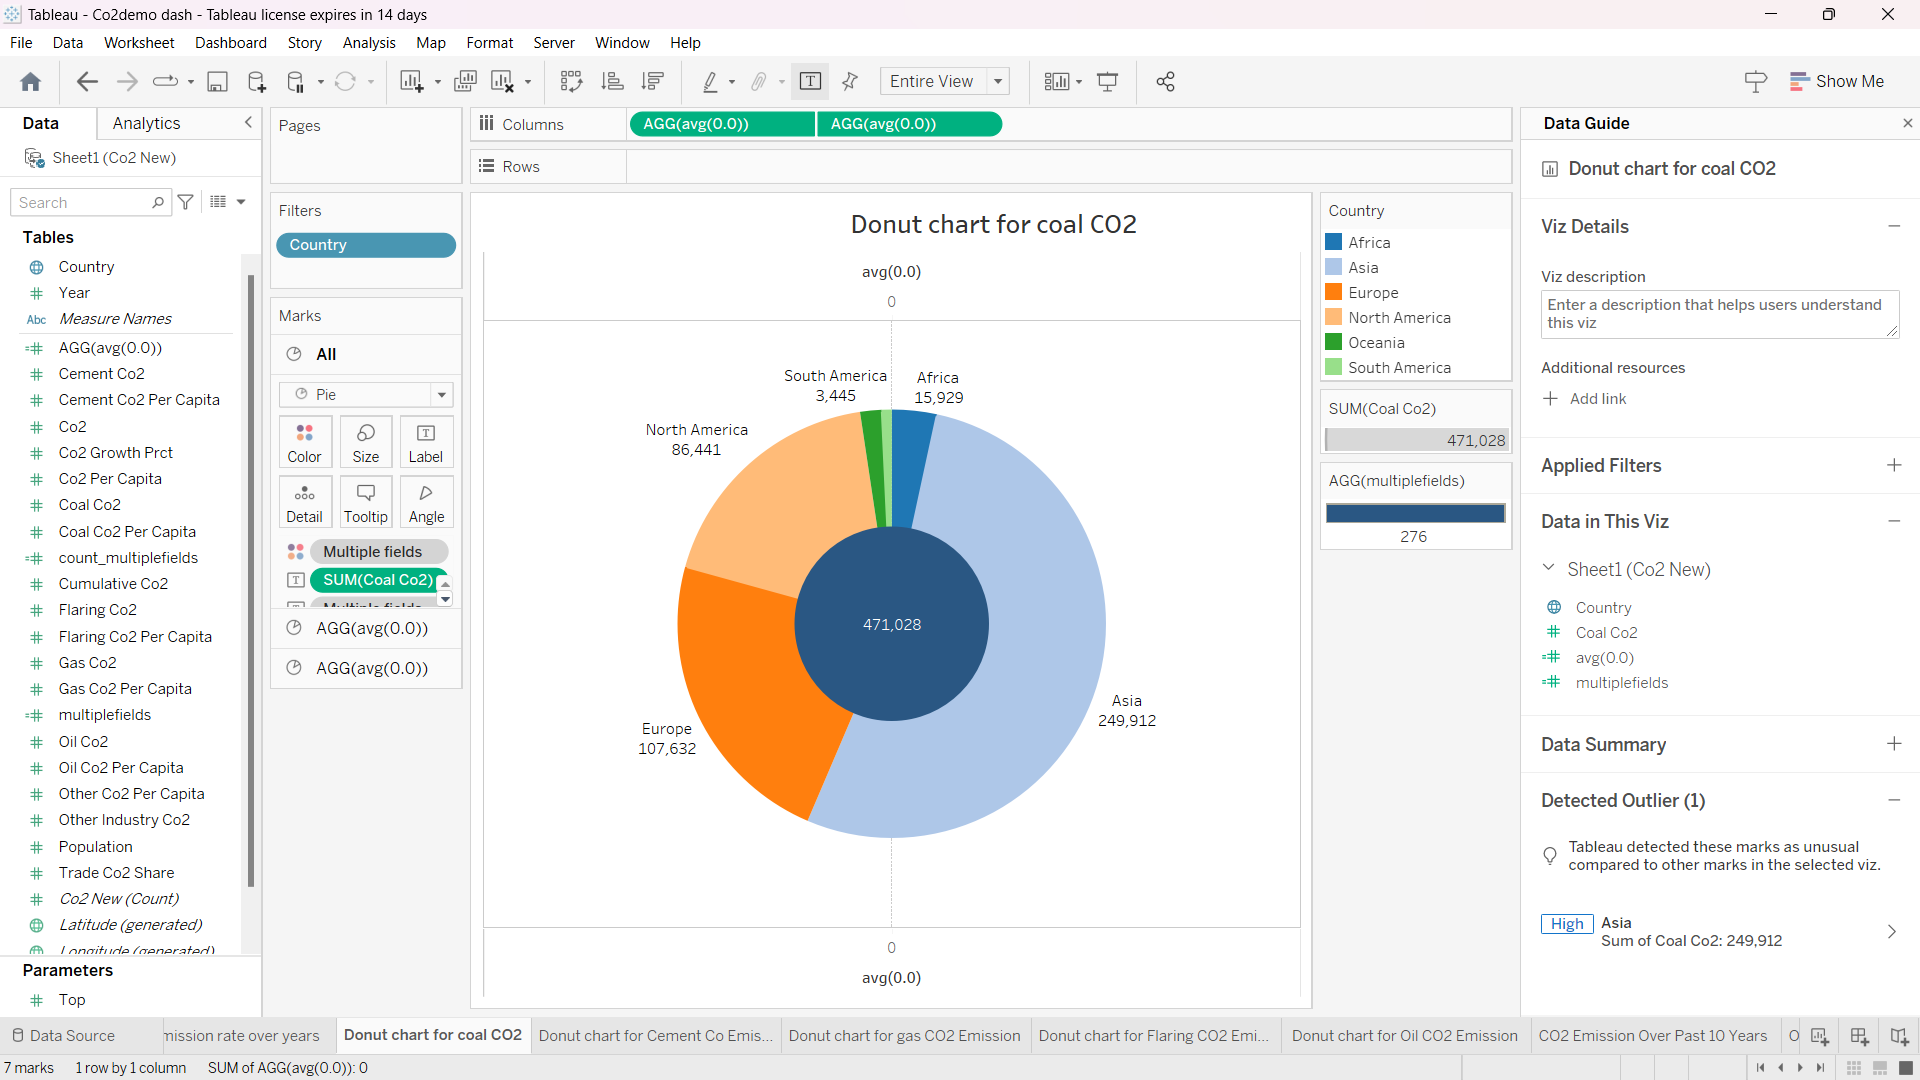 Tableau - Co2demo dash - Tableau license expires in 14 days
File Data Worksheet Dashboard Story Analysis Map Format Server Window Help
Entire View
Show Me
Data
Analytics
Sheet1 (Co2 New)
Search
Tables
Country
Year
Abc Measure Names
AGG(avg(0.0))
Cement Co2
Cement Co2 Per Capita
Co2
Co2 Growth Prct
Co2 Per Capita
Coal Co2
Coal Co2 Per Capita
count_multiplefields
Cumulative Co2
Flaring Co2
Flaring Co2 Per Capita
Gas Co2
Gas Co2 Per Capita
multiplefields
Oil Co2
Oil Co2 Per Capita
Other Co2 Per Capita
Other Industry Co2
Population
Trade Co2 Share
Co2 New (Count)
Latitude (generated)
Longitude (generated)
Parameters
Top
Pages
Filters
Country
Marks
All
Pie
Color Size T Label
Detail Tooltip Angle
Multiple fields
T SUM(Coal Co2)
Multiple fields
AGG(avg(0.0))
AGG(avg(0.0))
Columns AGG(avg(0.0)) AGG(avg(0.0))
Rows
Donut chart for coal CO2
avg(0.0)
0
South America
3,445
Africa
15,929
North America
86,441
471,028
Asia
249,912
Europe
107,632
0
avg(0.0)
Country
Africa
Asia
Europe
North America
Oceania
South America
SUM(Coal Co2)
471,028
AGG(multiplefields)
276
Data Guide
Donut chart for coal CO2
Viz Details
Viz description
Enter a description that helps users understand
this viz
Additional resources
Add link
Applied Filters
Data in This Viz
Sheet1 (Co2 New)
Country
Coal Co2
avg(0.0)
multiplefields
Data Summary
Detected Outlier (1)
Tableau detected these marks as unusual
compared to other marks in the selected viz.
High Asia
Sum of Coal Co2: 249,912
Data Source
mission rate over years
Donut chart for coal CO2
Donut chart for Cement Co Emis...
Donut chart for gas CO2 Emission
Donut chart for Flaring CO2 Emi...
Donut chart for Oil CO2 Emission
CO2 Emission Over Past 10 Years
7 marks 1 row by 1 column SUM of AGG(avg(0.0)): 0